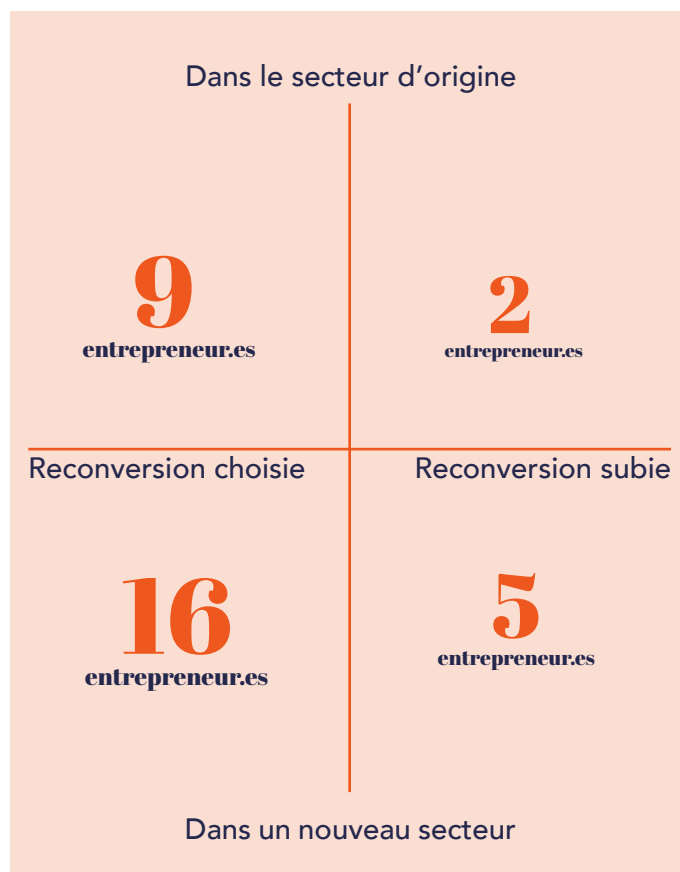 Dans le secteur d’origine
9
entrepreneur.es
2
entrepreneur.es
Reconversion choisie
Reconversion subie
16
entrepreneur.es
5
entrepreneur.es
Dans un nouveau secteur